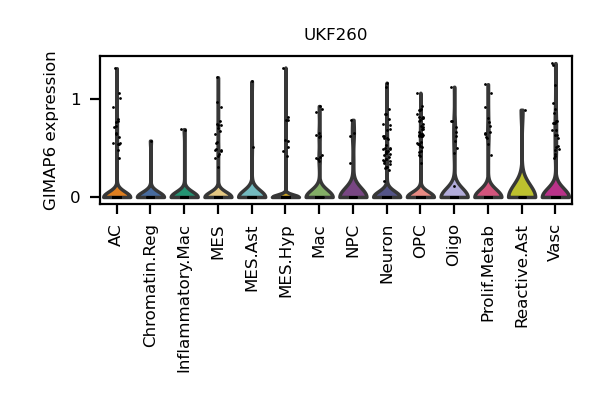 UKF260
GIMAP6 expression
1
0
AC
Chromatin.Reg
Inflammatory.Mac
MES
MES.Ast
MES.Hyp
Mac
NPC
Neuron
OPC
Oligo
Prolif.Metab
Reactive.Ast
Vasc